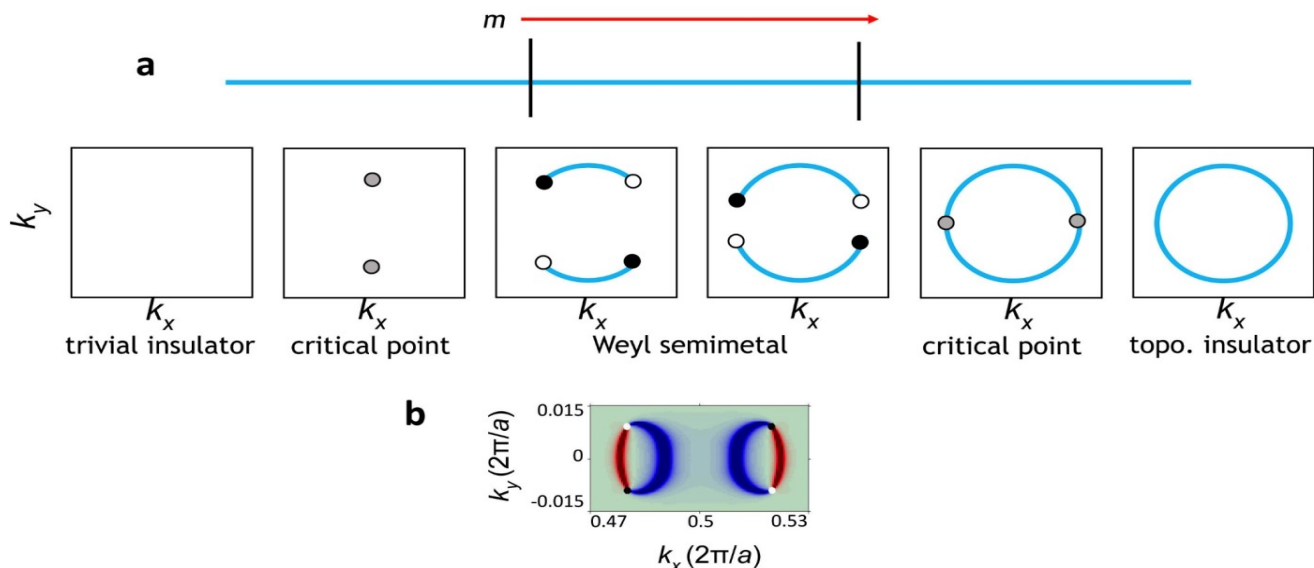 m
a
k_y
k_x k_x k_x k_x k_x k_x
trivial insulator critical point Weyl semimetal critical point topo. insulator
b
k_y (2π/a)
0.015
0
-0.015
0.47 0.5 0.53
k_x (2π/a)